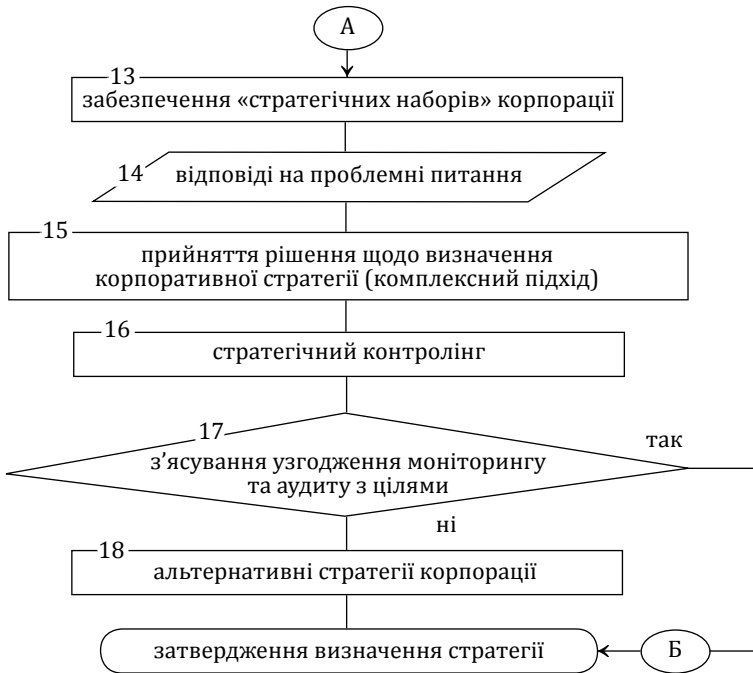 А
13
забезпечення «стратегічних наборів» корпорації
14
відповіді на проблемні питання
15
прийняття рішення щодо визначення
корпоративної стратегії (комплексний підхід)
16
стратегічний контролінг
17
так
з’ясування узгодження моніторингу
та аудиту з цілями
ні
18
альтернативні стратегії корпорації
затвердження визначення стратегії
Б